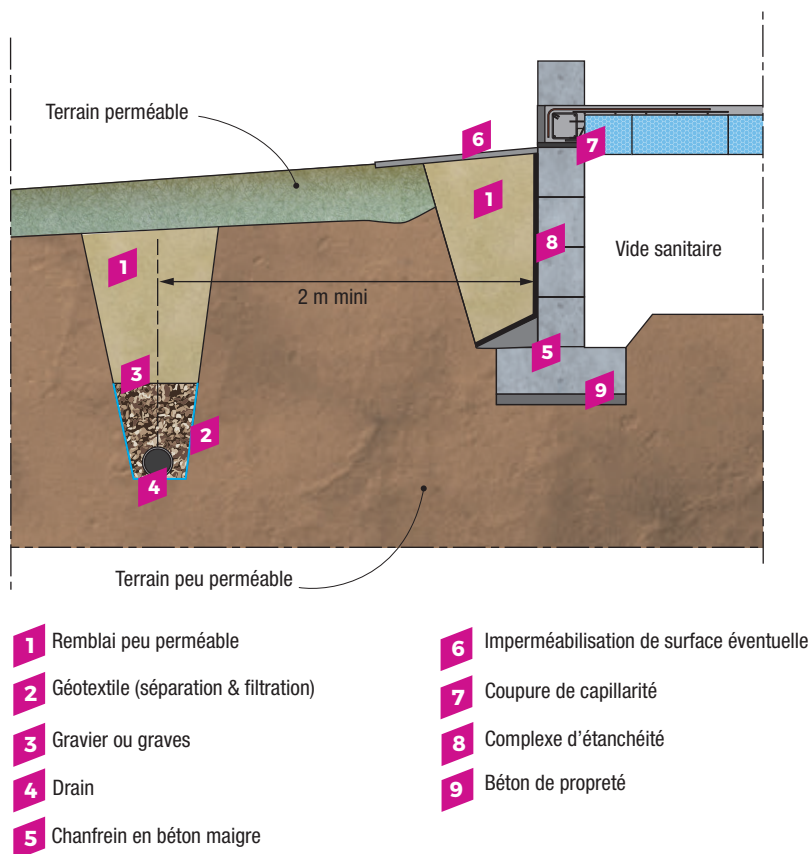 Terrain perméable
6
7
1
8
Vide sanitaire
1
2 m mini
5
3
9
2
4
Terrain peu perméable
1 Remblai peu perméable
2 Géotextile (séparation & filtration)
3 Gravier ou graves
4 Drain
5 Chanfrein en béton maigre
6 Imperméabilisation de surface éventuelle
7 Coupure de capillarité
8 Complexe d'étanchéité
9 Béton de propreté